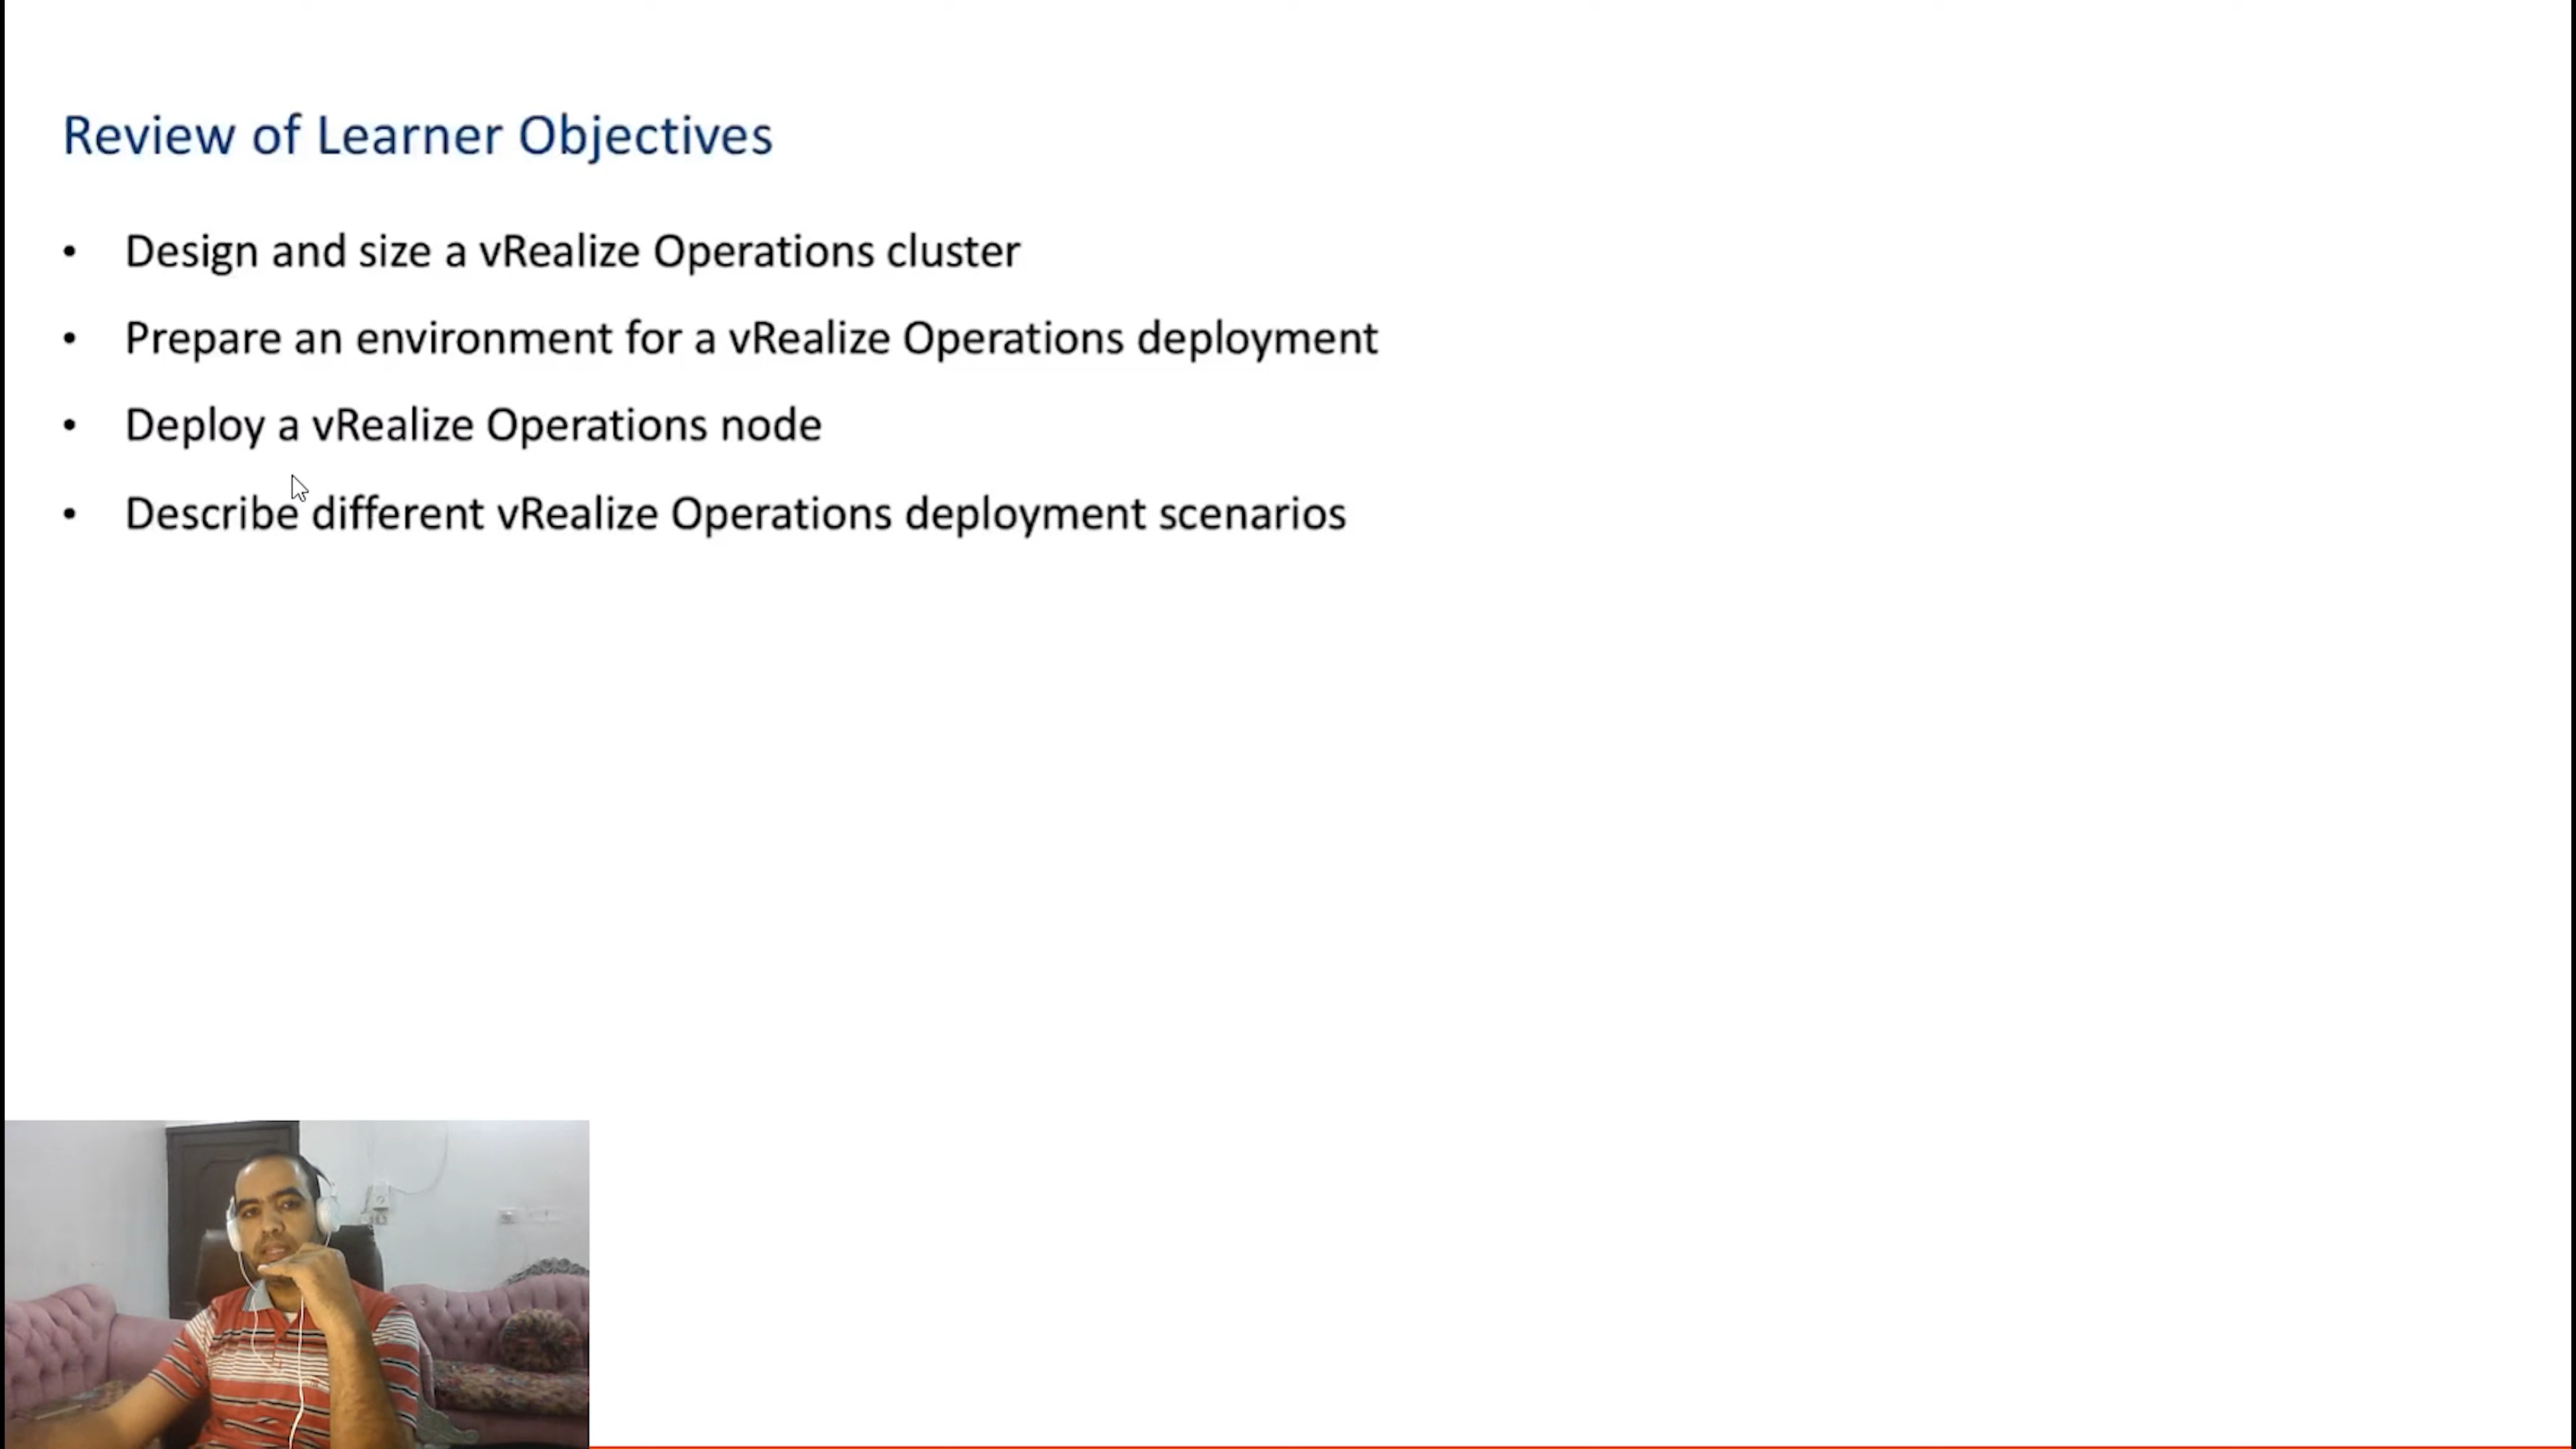 Review of Learner Objectives
• Design and size a vRealize Operations cluster
• Prepare an environment for a vRealize Operations deployment
• Deploy a vRealize Operations node
• Describe different vRealize Operations deployment scenarios